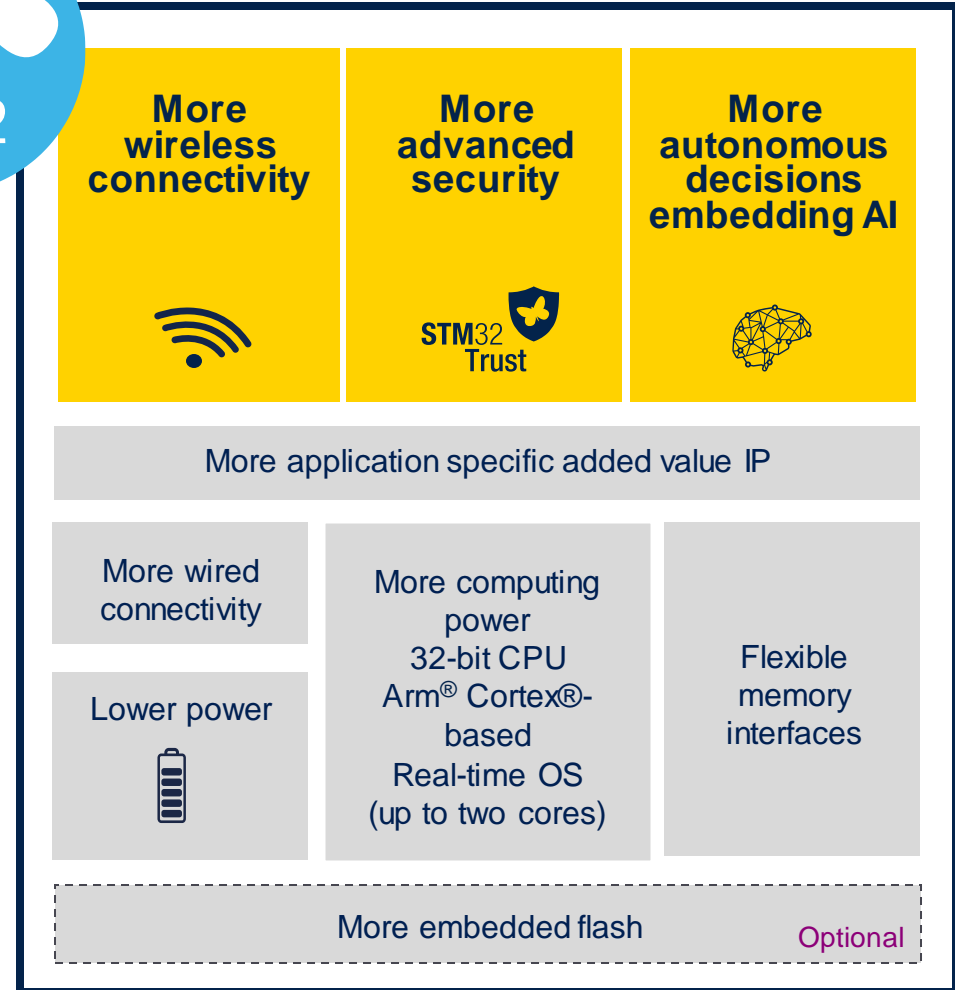 2
More
wireless
connectivity
More
advanced
security
More
autonomous
decisions
embedding AI
STM32
Trust
More application specific added value IP
More wired
connectivity
Lower power
More computing
power
32-bit CPU
Arm® Cortex®-
based
Real-time OS
(up to two cores)
Flexible
memory
interfaces
More embedded flash
Optional